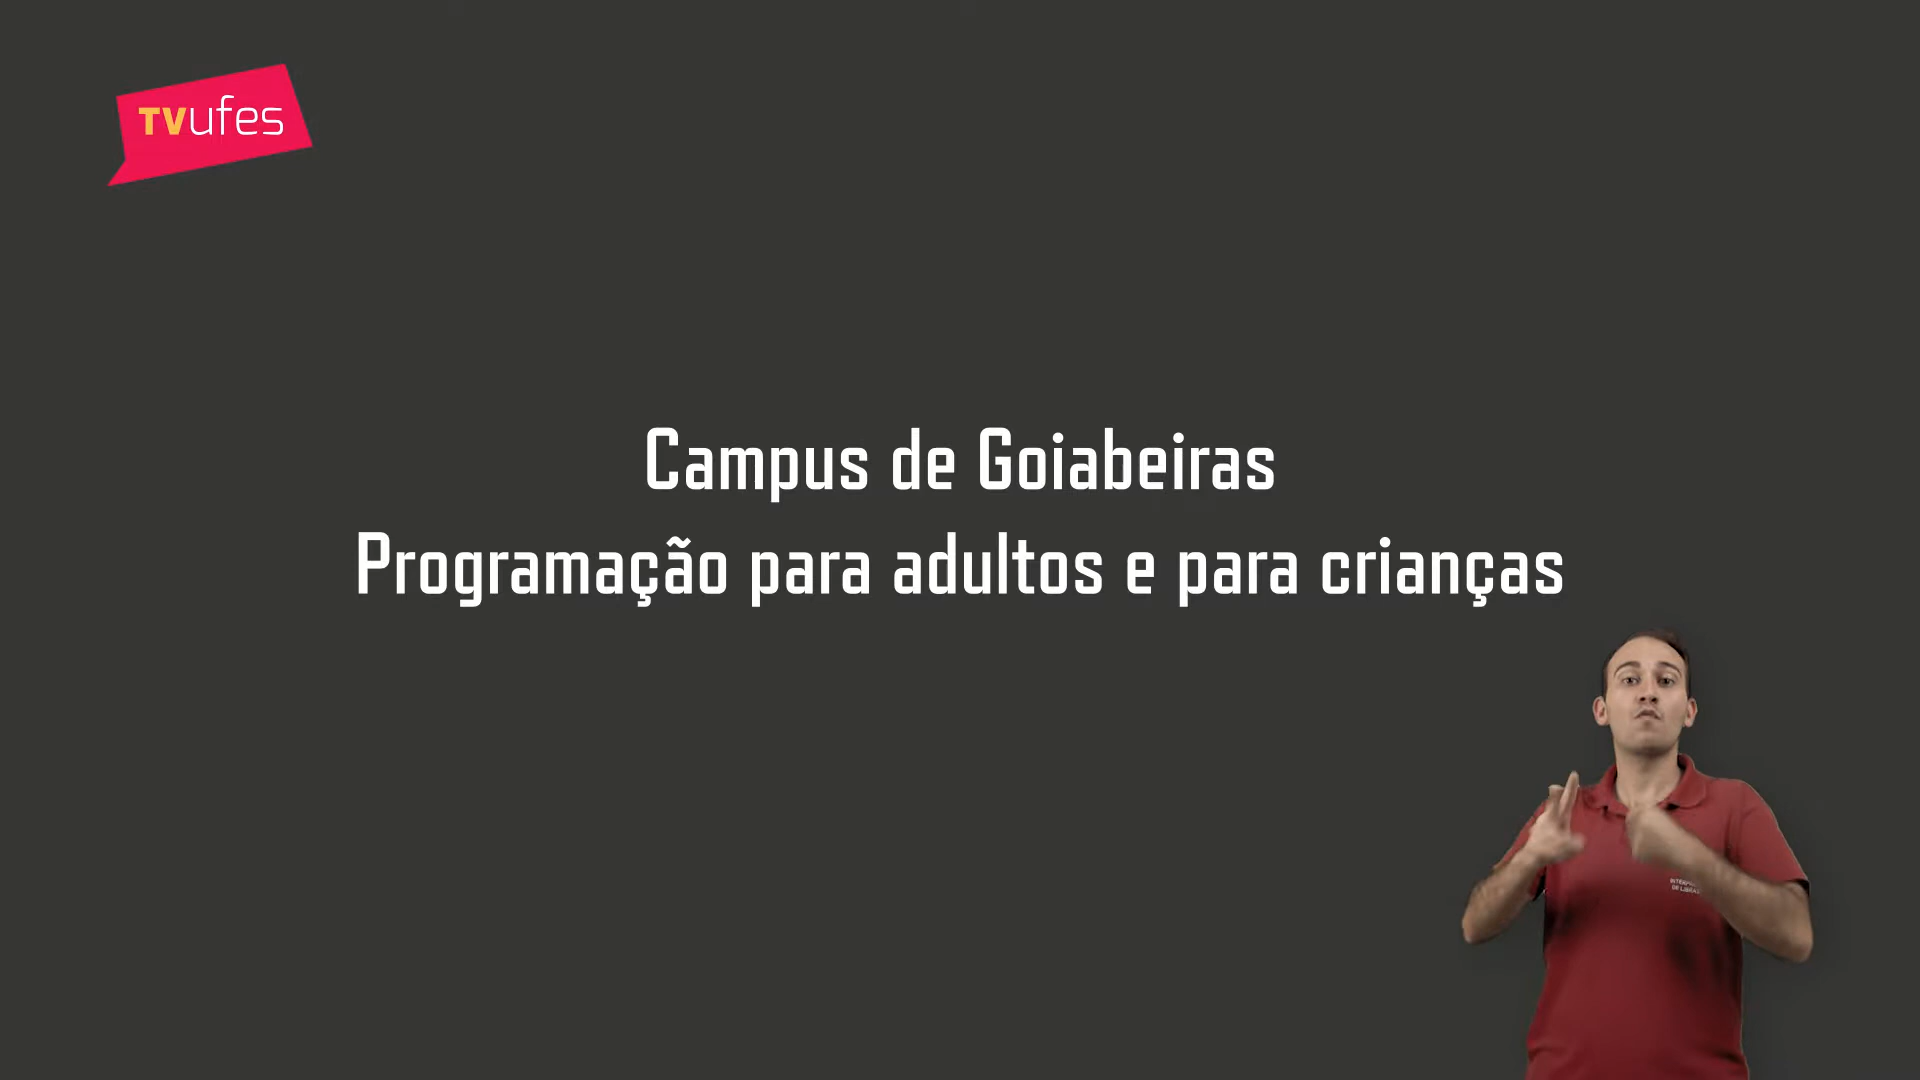 TVufes
Campus de Goiabeiras
Programação para adultos e para crianças